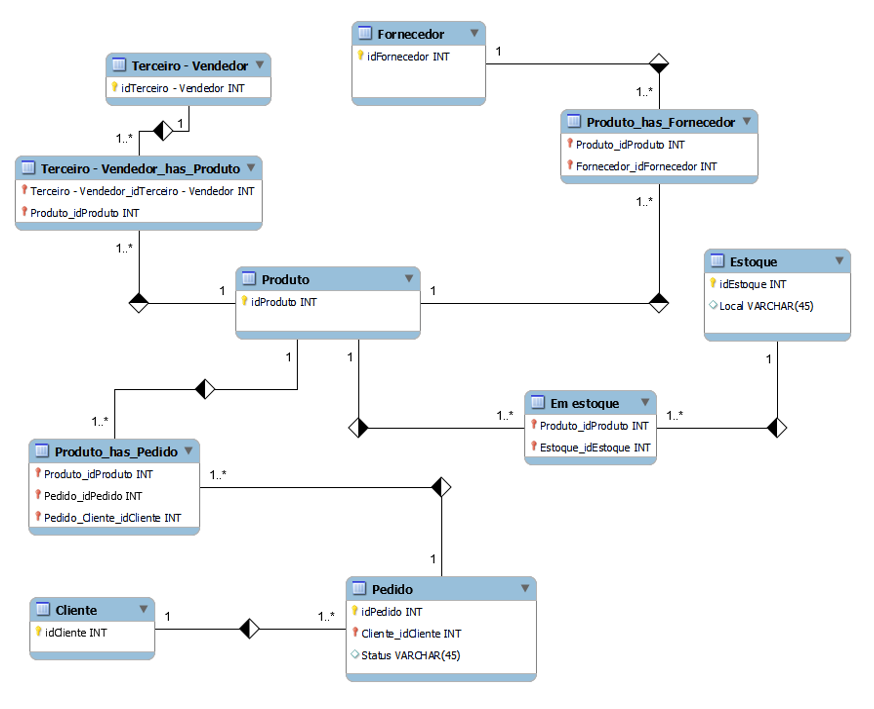 Fornecedor
idFornecedor INT
1
1..*
Terceiro - Vendedor
idTerceiro - Vendedor INT
1
1..*
Produto_has_Fornecedor
Produto_idProduto INT
Fornecedor_idFornecedor INT
1..*
Terceiro - Vendedor_has_Produto
Terceiro - Vendedor_idTerceiro - Vendedor INT
Produto_idProduto INT
1..*
Estoque
idEstoque INT
Local VARCHAR(45)
1
Produto
idProduto INT
1
1
1
1
Em estoque
Produto_idProduto INT
Estoque_idEstoque INT
1..*
1..*
1..*
Produto_has_Pedido
Produto_idProduto INT
Pedido_idPedido INT
Pedido_Cliente_idCliente INT
1..*
1
Pedido
idPedido INT
Cliente_idCliente INT
Status VARCHAR(45)
Cliente
idCliente INT
1
1..*